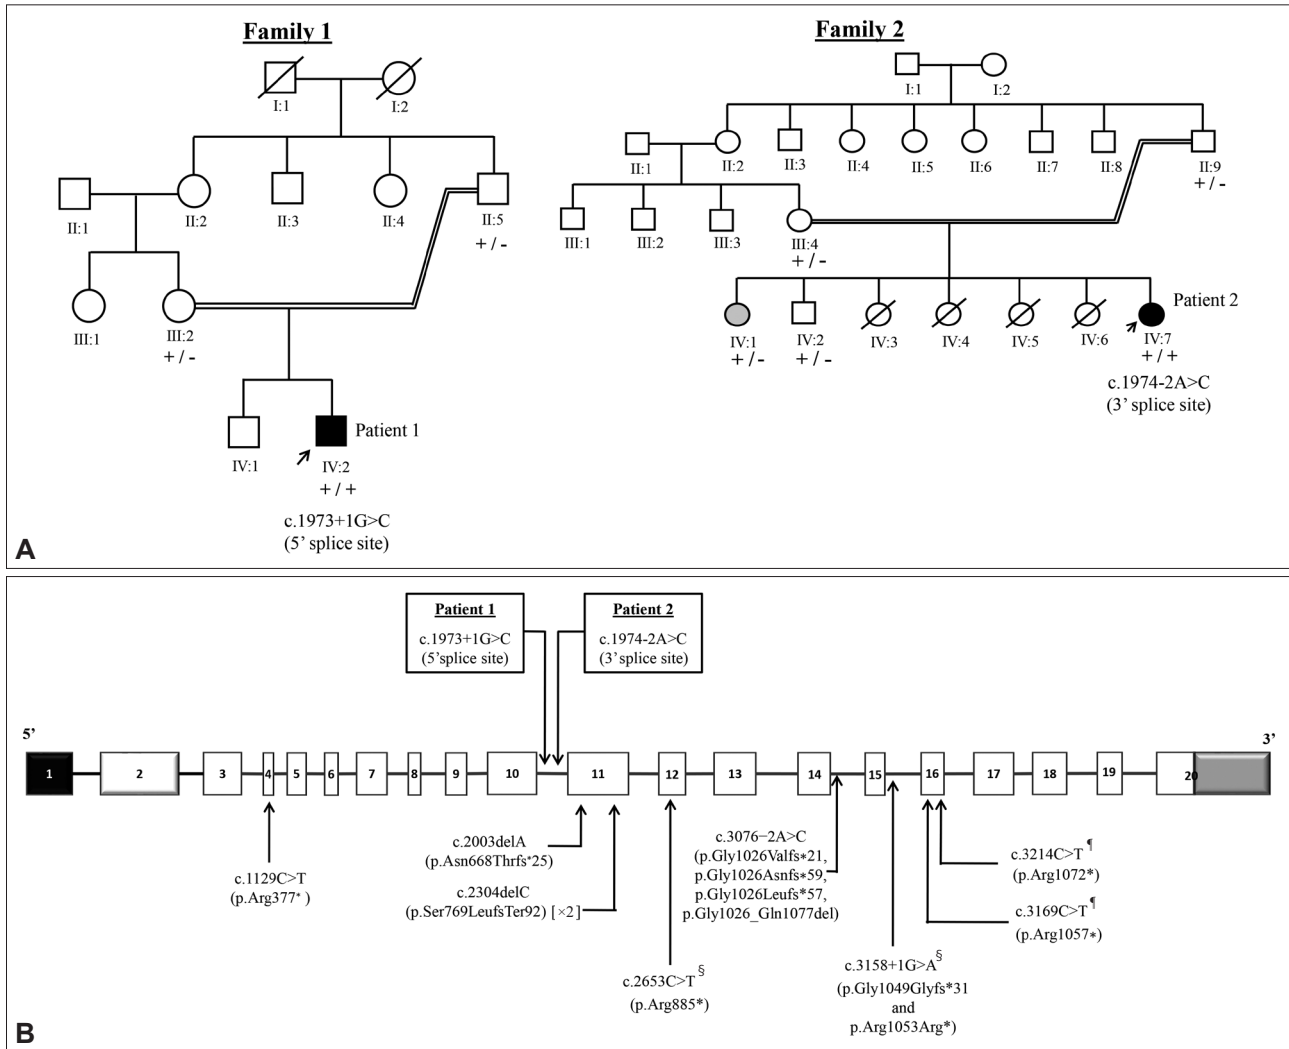 Family 1
I:1
I:2
II:1
II:2
II:3
II:4
II:5
+ / -
III:1
III:2
+ / -
IV:1
Patient 1
IV:2
+ / +
c.1973+1G>C
(5’ splice site)
Family 2
I:1
I:2
II:1
II:2
II:3
II:4
II:5
II:6
II:7
II:8
II:9
+ / -
III:1
III:2
III:3
III:4
+ / -
IV:1
+ / -
IV:2
+ / -
IV:3
IV:4
IV:5
IV:6
Patient 2
IV:7
+ / +
c.1974-2A>C
(3’ splice site)
A
Patient 1
c.1973+1G>C
(5’splice site)
Patient 2
c.1974-2A>C
(3’splice site)
5’
3’
1 2 3 4 5 6 7 8 9 10 11 12 13 14 15 16 17 18 19 20
c.1129C>T
(p.Arg377* )
c.2003delA
(p.Asn668Thrfs*25)
c.2304delC
(p.Ser769LeufsTer92) [×2]
c.2653C>T§
(p.Arg885*)
c.3076−2A>C
(p.Gly1026Valfs*21,
p.Gly1026Asnfs*59,
p.Gly1026Leufs*57,
p.Gly1026_Gln1077del)
c.3158+1G>A§
(p.Gly1049Glyfs*31
and
p.Arg1053Arg*)
c.3214C>T¶
(p.Arg1072*)
c.3169C>T¶
(p.Arg1057*)
B